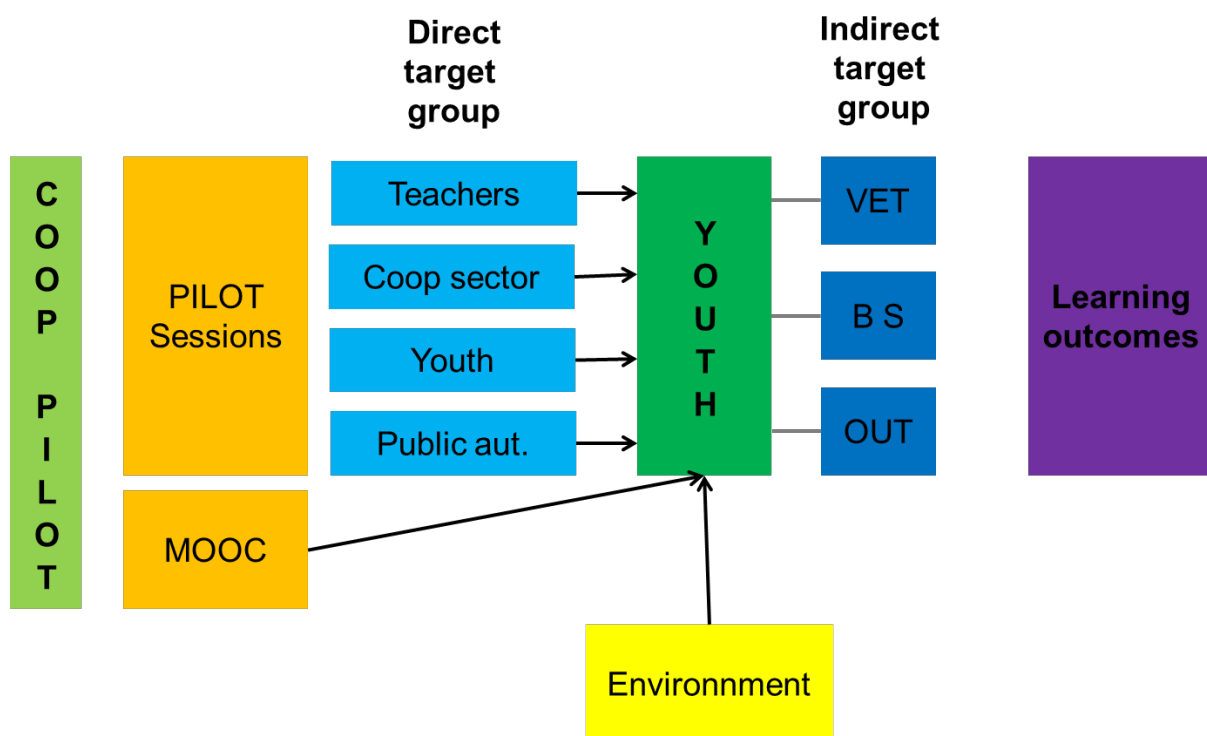 Direct
target
group
Indirect
target
group
C
O
O
P
P
I
L
O
T
PILOT
Sessions
MOOC
Teachers
Coop sector
Youth
Public aut.
Y
O
U
T
H
VET
B S
OUT
Learning
outcomes
Environnment